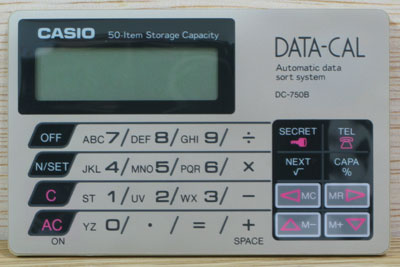 CASIO 50-Item Storage Capacity
DATA-CAL
Automatic data
sort system
DC-750B
OFF ABC 7/ DEF 8/ GHI 9/ ÷ SECRET TEL
N/SET JKL 4/ MNO 5/ PQR 6/ × NEXT √ CAPA %
C ST 1/ UV 2/ WX 3/ − MC MR
AC YZ 0/ · / = / + M− M+
ON SPACE